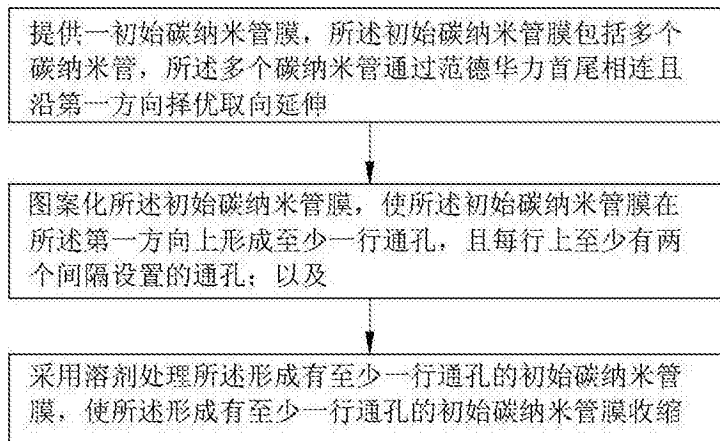 提供一初始碳纳米管膜，所述初始碳纳米管膜包括多个
碳纳米管，所述多个碳纳米管通过范德华力首尾相连且
沿第一方向择优取向延伸
图案化所述初始碳纳米管膜，使所述初始碳纳米管膜在
所述第一方向上形成至少一行通孔，且每行上至少有两
个间隔设置的通孔；以及
采用溶剂处理所述形成有至少一行通孔的初始碳纳米管
膜，使所述形成有至少一行通孔的初始碳纳米管膜收缩